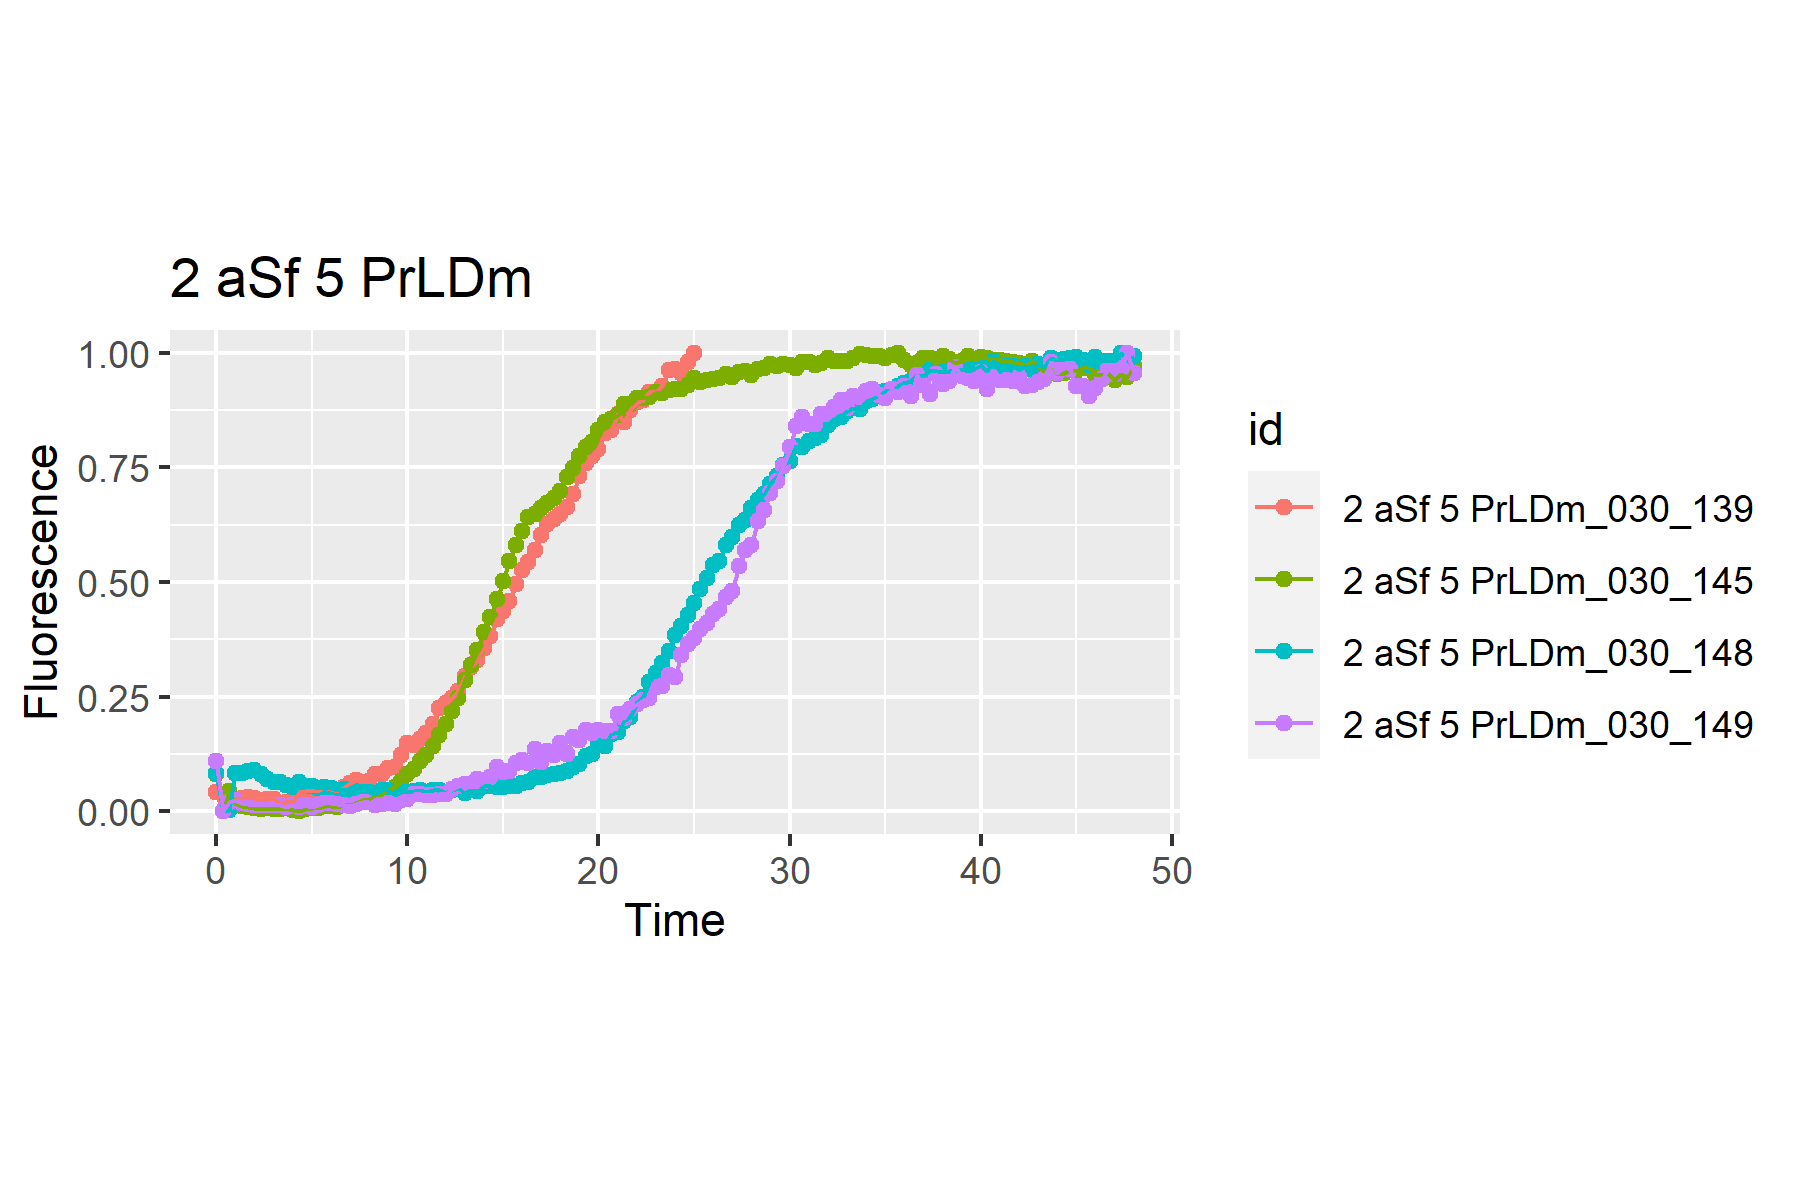 2 aSf 5 PrLDm
1.00
0.75
0.50
0.25
0.00
Fluorescence
0 10 20 30 40 50
Time
id
2 aSf 5 PrLDm_030_139
2 aSf 5 PrLDm_030_145
2 aSf 5 PrLDm_030_148
2 aSf 5 PrLDm_030_149